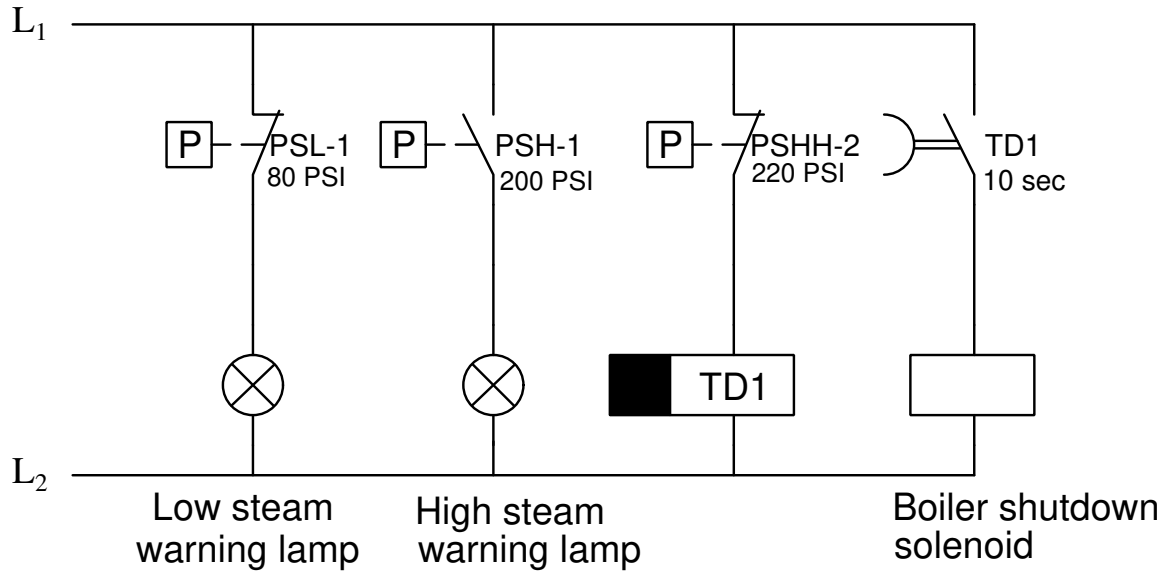 L1
P
PSL-1
80 PSI
P
PSH-1
200 PSI
P
PSHH-2
220 PSI
TD1
10 sec
TD1
L2
Low steam
warning lamp
High steam
warning lamp
Boiler shutdown
solenoid